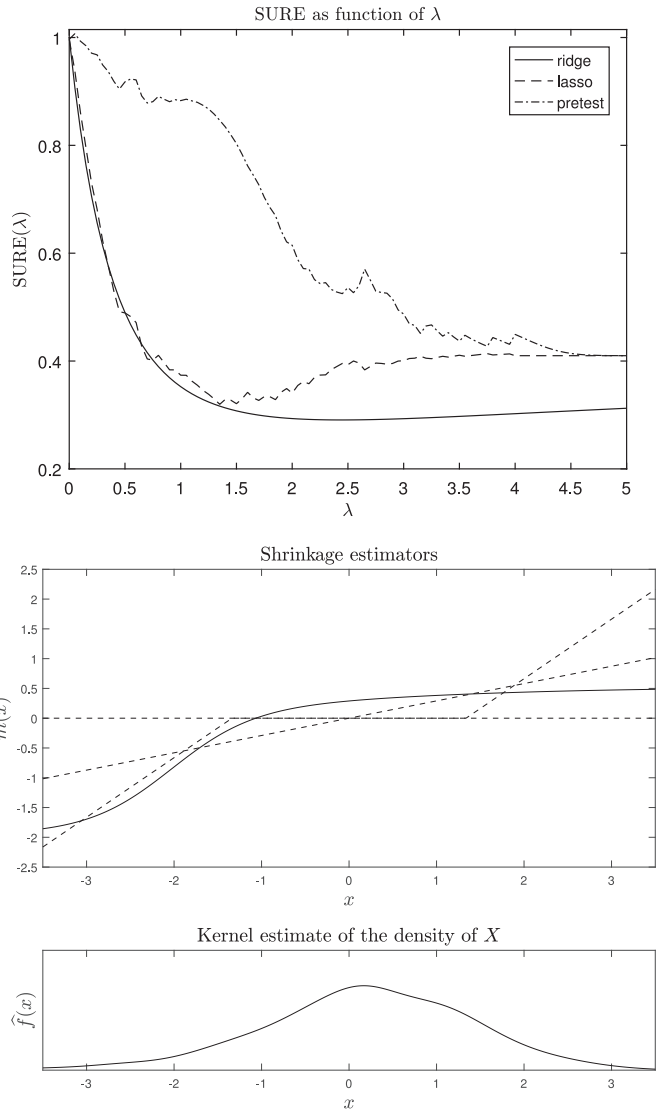 SURE as function of λ
1
0.8
0.6
0.4
0.2
SURE(λ)
ridge
lasso
pretest
0 0.5 1 1.5 2 2.5 3 3.5 4 4.5 5
λ
Shrinkage estimators
2.5
2
1.5
1
0.5
0
-0.5
-1
-1.5
-2
-2.5
m(x)
-3 -2 -1 0 1 2 3
x
Kernel estimate of the density of X
f̂(x)
-3 -2 -1 0 1 2 3
x